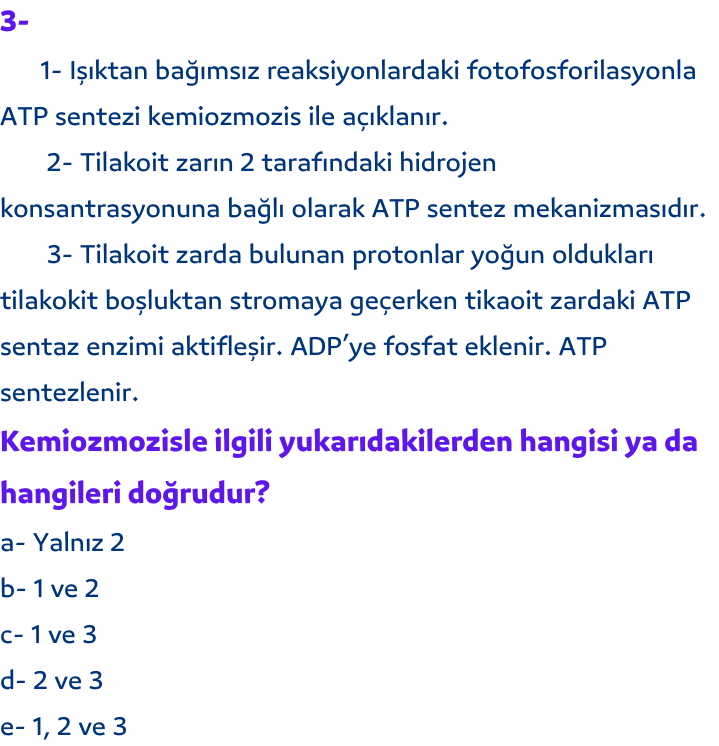 3-
1- Işıktan bağımsız reaksiyonlardaki fotofosforilasyonla
ATP sentezi kemiozmozis ile açıklanır.
2- Tilakoit zarın 2 tarafındaki hidrojen
konsantrasyonuna bağlı olarak ATP sentez mekanizmasıdır.
3- Tilakoit zarda bulunan protonlar yoğun oldukları
tilakokit boşluktan stromaya geçerken tikaoit zardaki ATP
sentaz enzimi aktifleşir. ADP’ye fosfat eklenir. ATP
sentezlenir.
Kemiozmozisle ilgili yukarıdakilerden hangisi ya da
hangileri doğrudur?
a- Yalnız 2
b- 1 ve 2
c- 1 ve 3
d- 2 ve 3
e- 1, 2 ve 3